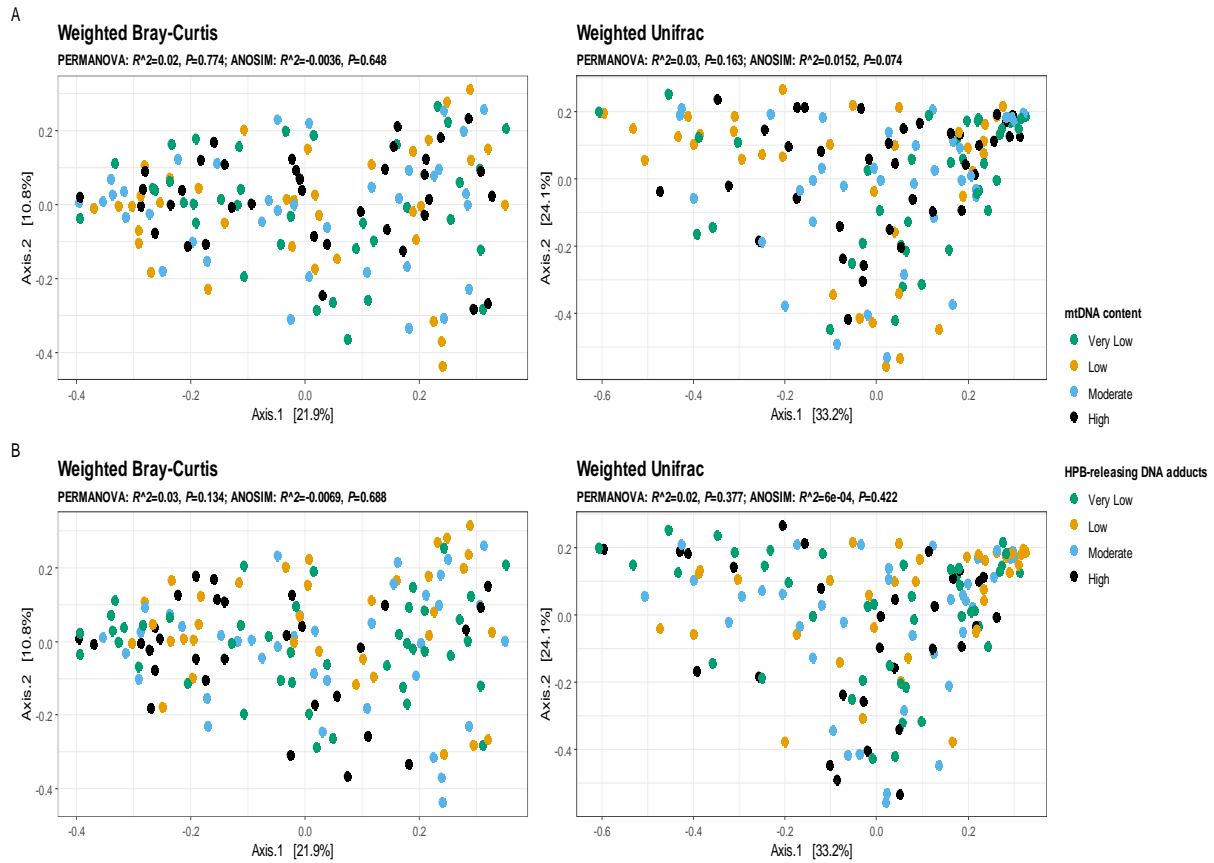 A
Weighted Bray-Curtis
PERMANOVA: R^2=0.02, P=0.774; ANOSIM: R^2=-0.0036, P=0.648
0.2
0.0
-0.2
-0.4
Axis.2 [10.8%]
-0.4
-0.2
0.0
0.2
Axis.1 [21.9%]
Weighted Unifrac
PERMANOVA: R^2=0.03, P=0.163; ANOSIM: R^2=0.0152, P=0.074
0.2
0.0
-0.2
-0.4
Axis.2 [24.1%]
-0.6
-0.4
-0.2
0.0
0.2
Axis.1 [33.2%]
mtDNA content
Very Low
Low
Moderate
High
B
Weighted Bray-Curtis
PERMANOVA: R^2=0.03, P=0.134; ANOSIM: R^2=-0.0069, P=0.688
0.2
0.0
-0.2
-0.4
Axis.2 [10.8%]
-0.4
-0.2
0.0
0.2
Axis.1 [21.9%]
Weighted Unifrac
PERMANOVA: R^2=0.02, P=0.377; ANOSIM: R^2=6e-04, P=0.422
0.2
0.0
-0.2
-0.4
Axis.2 [24.1%]
-0.6
-0.4
-0.2
0.0
0.2
Axis.1 [33.2%]
HPB-releasing DNA adducts
Very Low
Low
Moderate
High